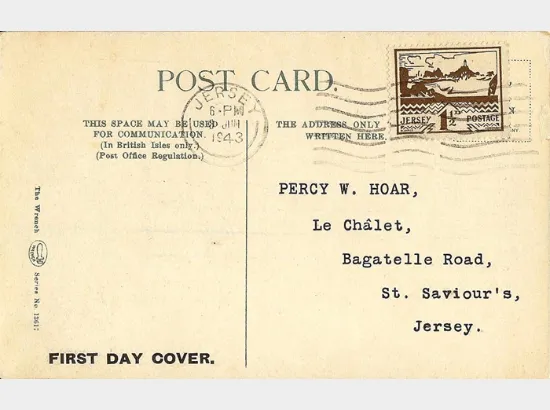 POST CARD.
THIS SPACE MAY BE USED
FOR COMMUNICATION.
(In British Isles only.)
(Post Office Regulation.)
THE ADDRESS ONLY
WRITTEN HERE.
JERSEY
6-PM
JUN
1943
JERSEY 1½D POSTAGE
PERCY W. HOAR,
Le Châlet,
Bagatelle Road,
St. Saviour's,
Jersey.
The Wrench Series No.
FIRST DAY COVER.